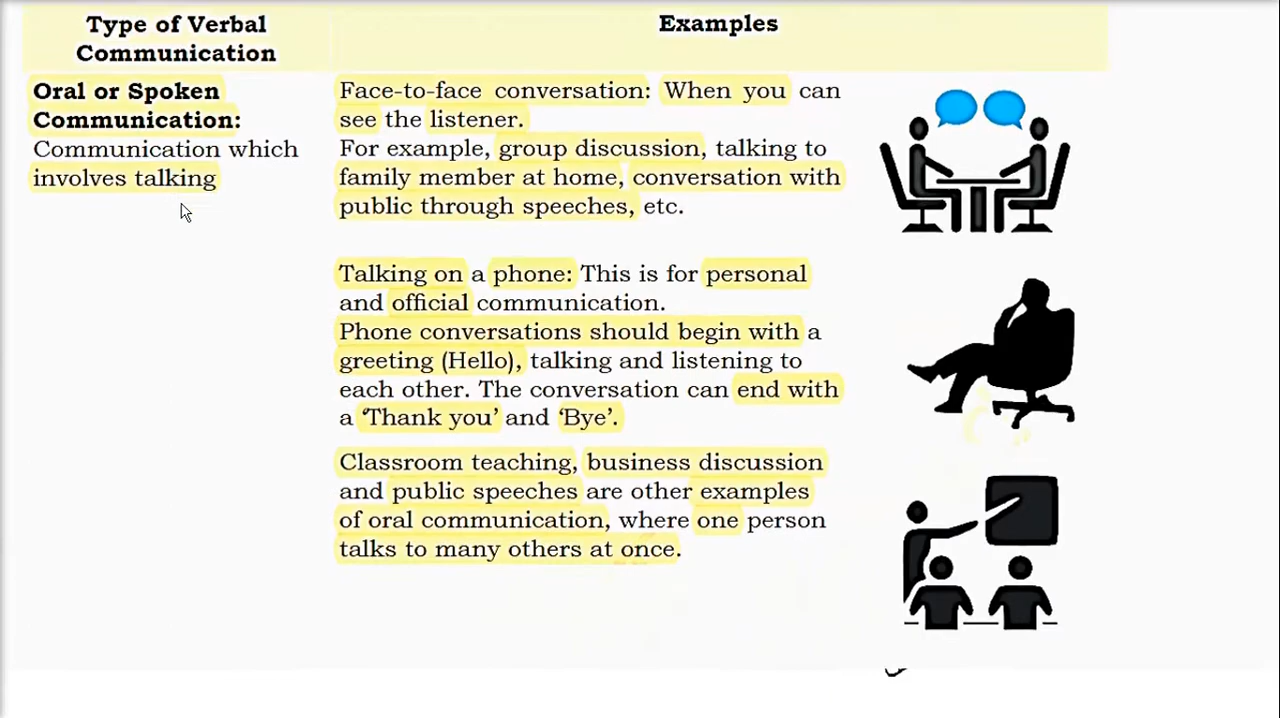 Type of Verbal
Communication
Examples
Oral or Spoken
Communication:
Communication which
involves talking
Face-to-face conversation: When you can
see the listener.
For example, group discussion, talking to
family member at home, conversation with
public through speeches, etc.
Talking on a phone: This is for personal
and official communication.
Phone conversations should begin with a
greeting (Hello), talking and listening to
each other. The conversation can end with
a ‘Thank you’ and ‘Bye’.
Classroom teaching, business discussion
and public speeches are other examples
of oral communication, where one person
talks to many others at once.